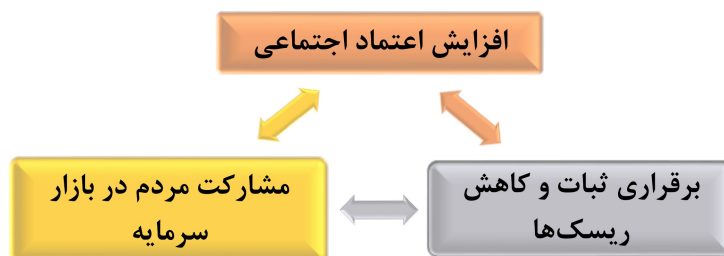 افزایش اعتماد اجتماعی
برقراری ثبات و کاهش
ریسک‌ها
مشارکت مردم در بازار
سرمایه